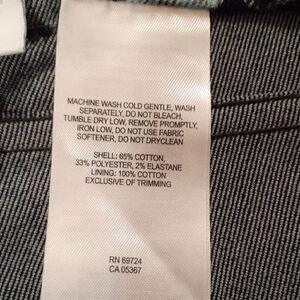 MACHINE WASH COLD GENTLE, WASH
SEPARATELY, DO NOT BLEACH,
TUMBLE DRY LOW, REMOVE PROMPTLY,
IRON LOW, DO NOT USE FABRIC
SOFTENER, DO NOT DRYCLEAN
SHELL: 65% COTTON,
33% POLYESTER, 2% ELASTANE
LINING: 100% COTTON
EXCLUSIVE OF TRIMMING
RN 69724
CA 05367